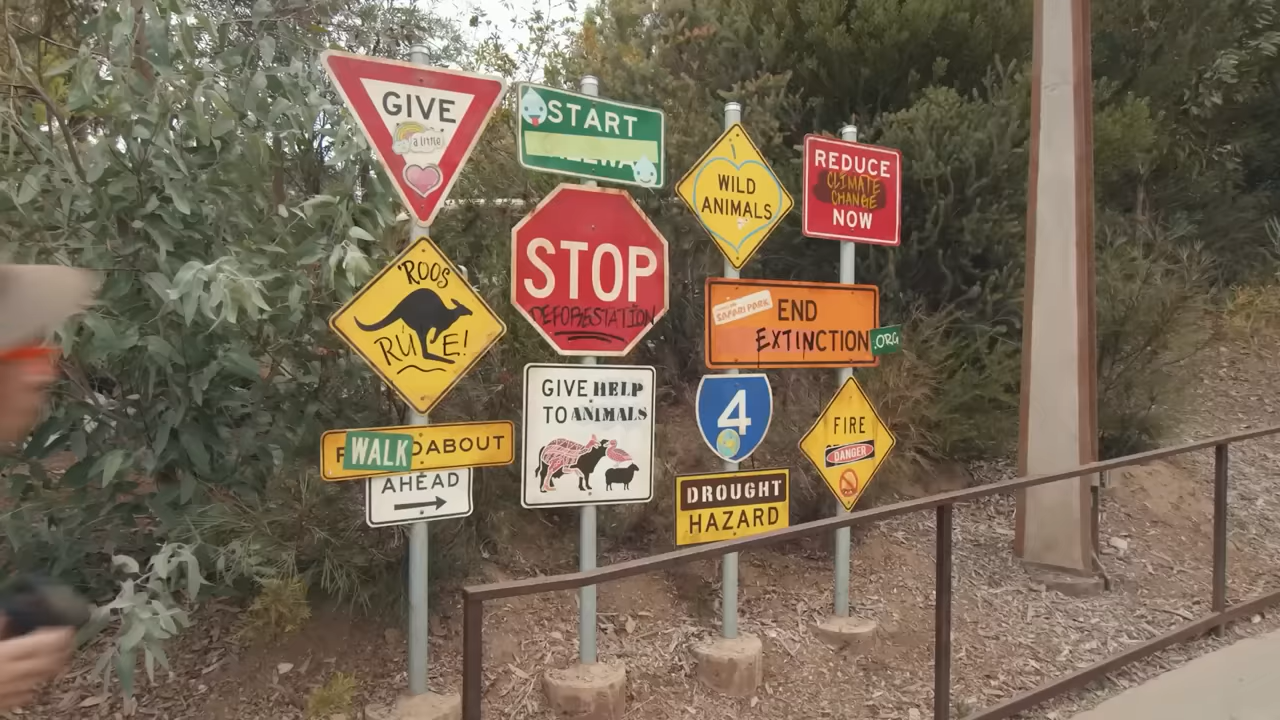 GIVE
a little
'ROOS
RULE!
WALK
DABOUT
AHEAD
START
STOP
DEFORESTATION
GIVE HELP
TO ANIMALS
i
WILD
ANIMALS
REDUCE
CLIMATE
CHANGE
NOW
SAFARI PARK
END
EXTINCTION
.ORG
4
DROUGHT
HAZARD
FIRE
DANGER